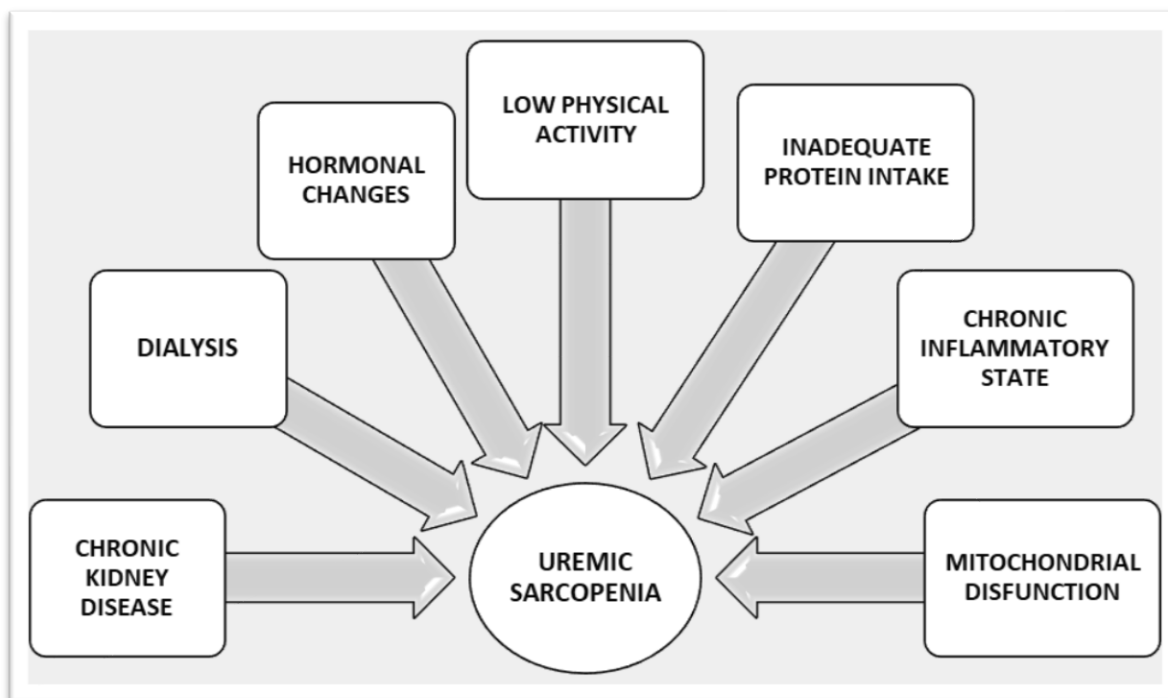 LOW PHYSICAL
ACTIVITY
HORMONAL
CHANGES
INADEQUATE
PROTEIN INTAKE
DIALYSIS
CHRONIC
INFLAMMATORY
STATE
CHRONIC
KIDNEY
DISEASE
UREMIC
SARCOPENIA
MITOCHONDRIAL
DISFUNCTION